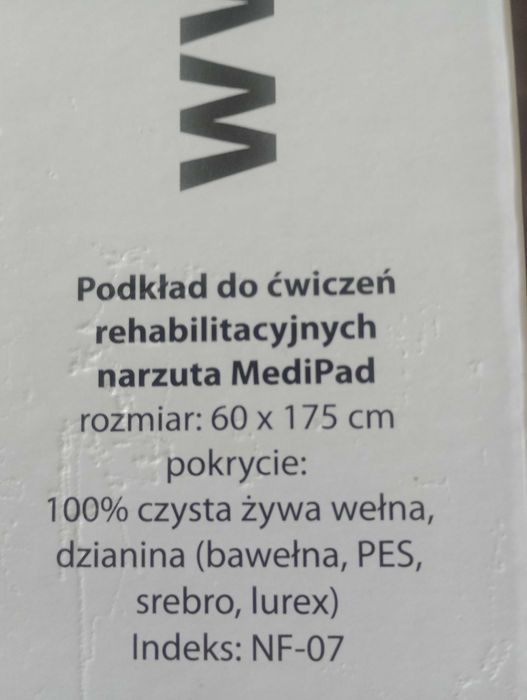 ww
Podkład do ćwiczeń
rehabilitacyjnych
narzuta MediPad
rozmiar: 60 x 175 cm
pokrycie:
100% czysta żywa wełna,
dzianina (bawełna, PES,
srebro, lurex)
Indeks: NF-07